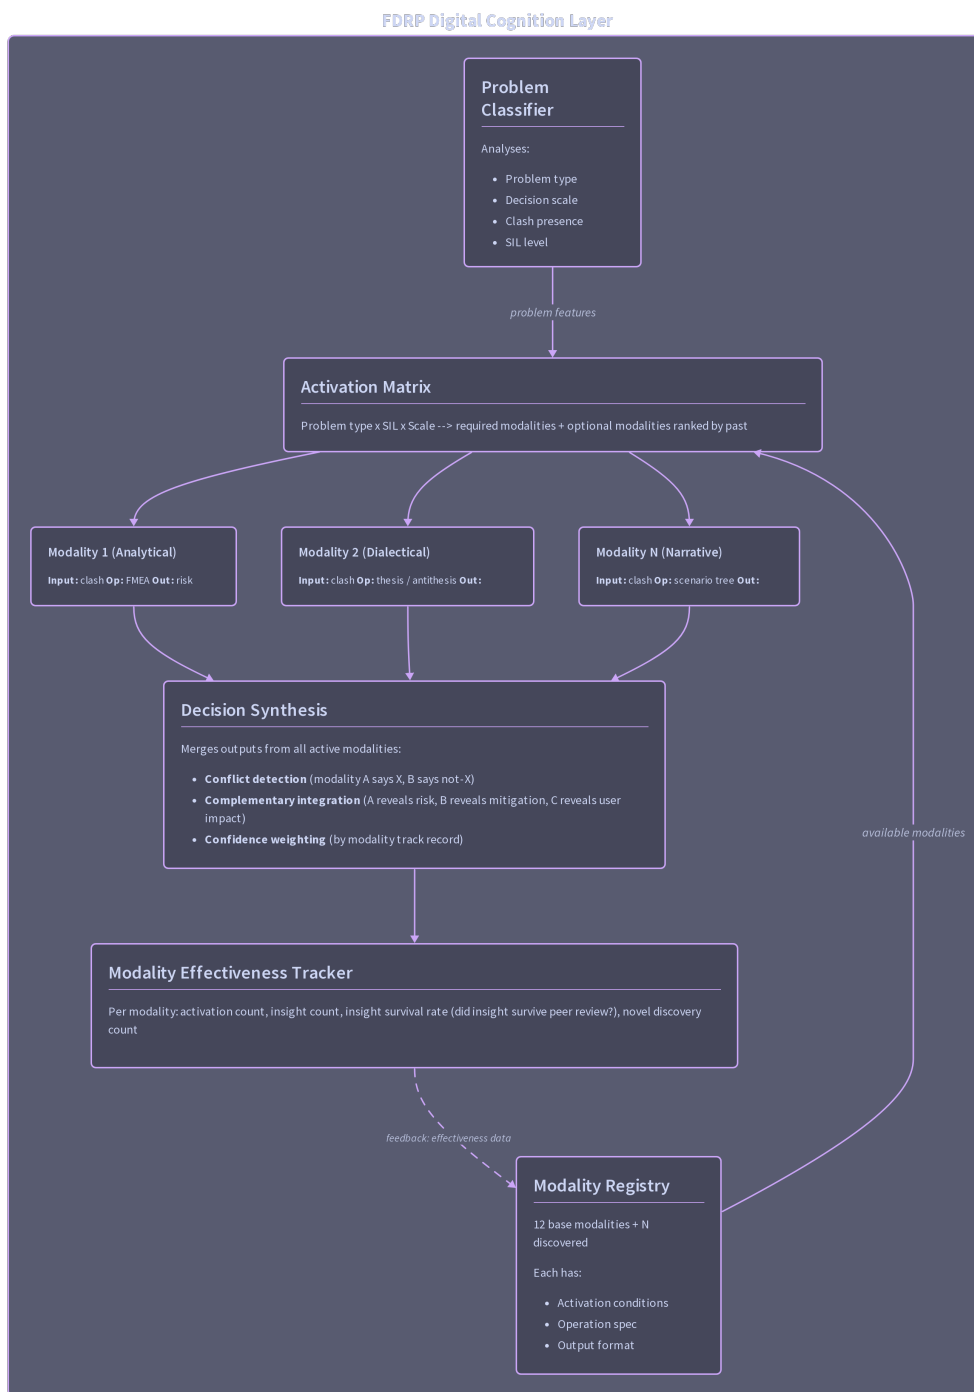 FDRP Digital Cognition Layer
Problem
Classifier
Analyses:
• Problem type
• Decision scale
• Clash presence
• SIL level
problem features
Activation Matrix
Problem type x SIL x Scale --> required modalities + optional modalities ranked by past
Modality 1 (Analytical)
Input: clash Op: FMEA Out: risk
Modality 2 (Dialectical)
Input: clash Op: thesis / antithesis Out:
Modality N (Narrative)
Input: clash Op: scenario tree Out:
Decision Synthesis
Merges outputs from all active modalities:
• Conflict detection (modality A says X, B says not-X)
• Complementary integration (A reveals risk, B reveals mitigation, C reveals user
impact)
• Confidence weighting (by modality track record)
available modalities
Modality Effectiveness Tracker
Per modality: activation count, insight count, insight survival rate (did insight survive peer review?), novel discovery
count
feedback: effectiveness data
Modality Registry
12 base modalities + N
discovered
Each has:
• Activation conditions
• Operation spec
• Output format